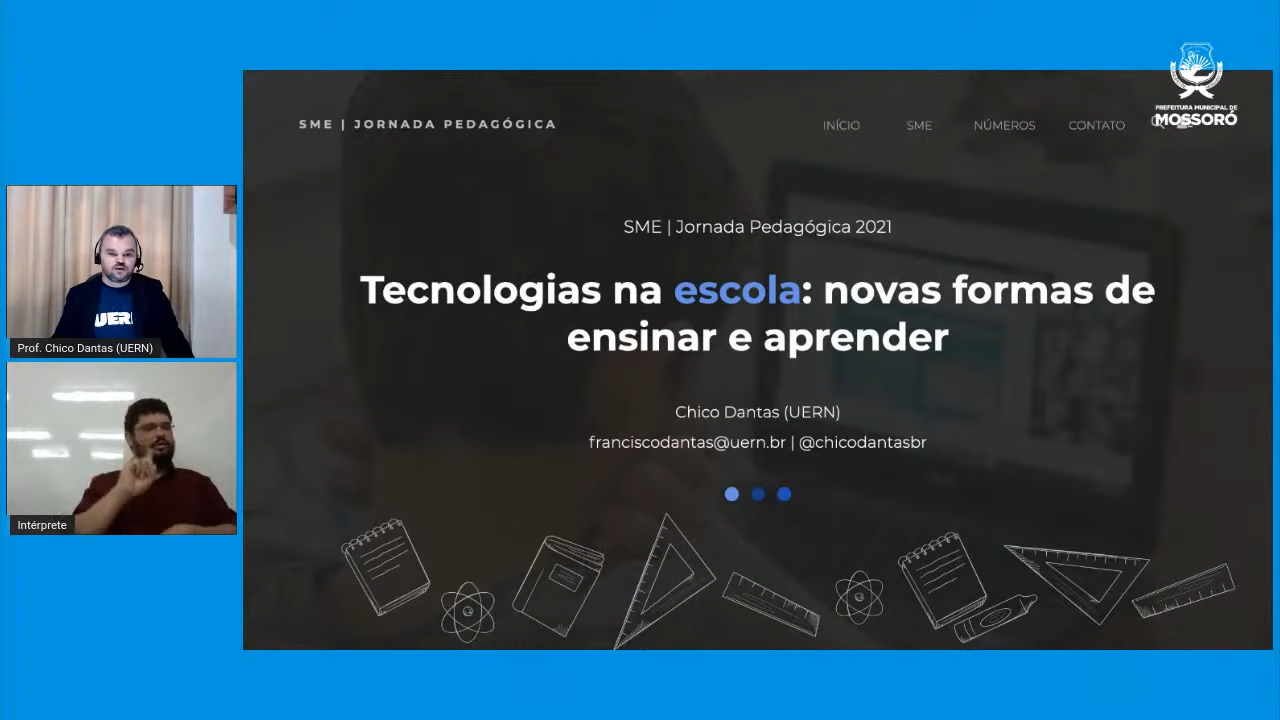 PREFEITURA MUNICIPAL DE
MOSSORÓ
SME | JORNADA PEDAGÓGICA
INÍCIO SME NÚMEROS CONTATO
SME | Jornada Pedagógica 2021
Tecnologias na escola: novas formas de
ensinar e aprender
Chico Dantas (UERN)
franciscodantas@uern.br | @chicodantasbr
UER
Prof. Chico Dantas (UERN)
Intérprete